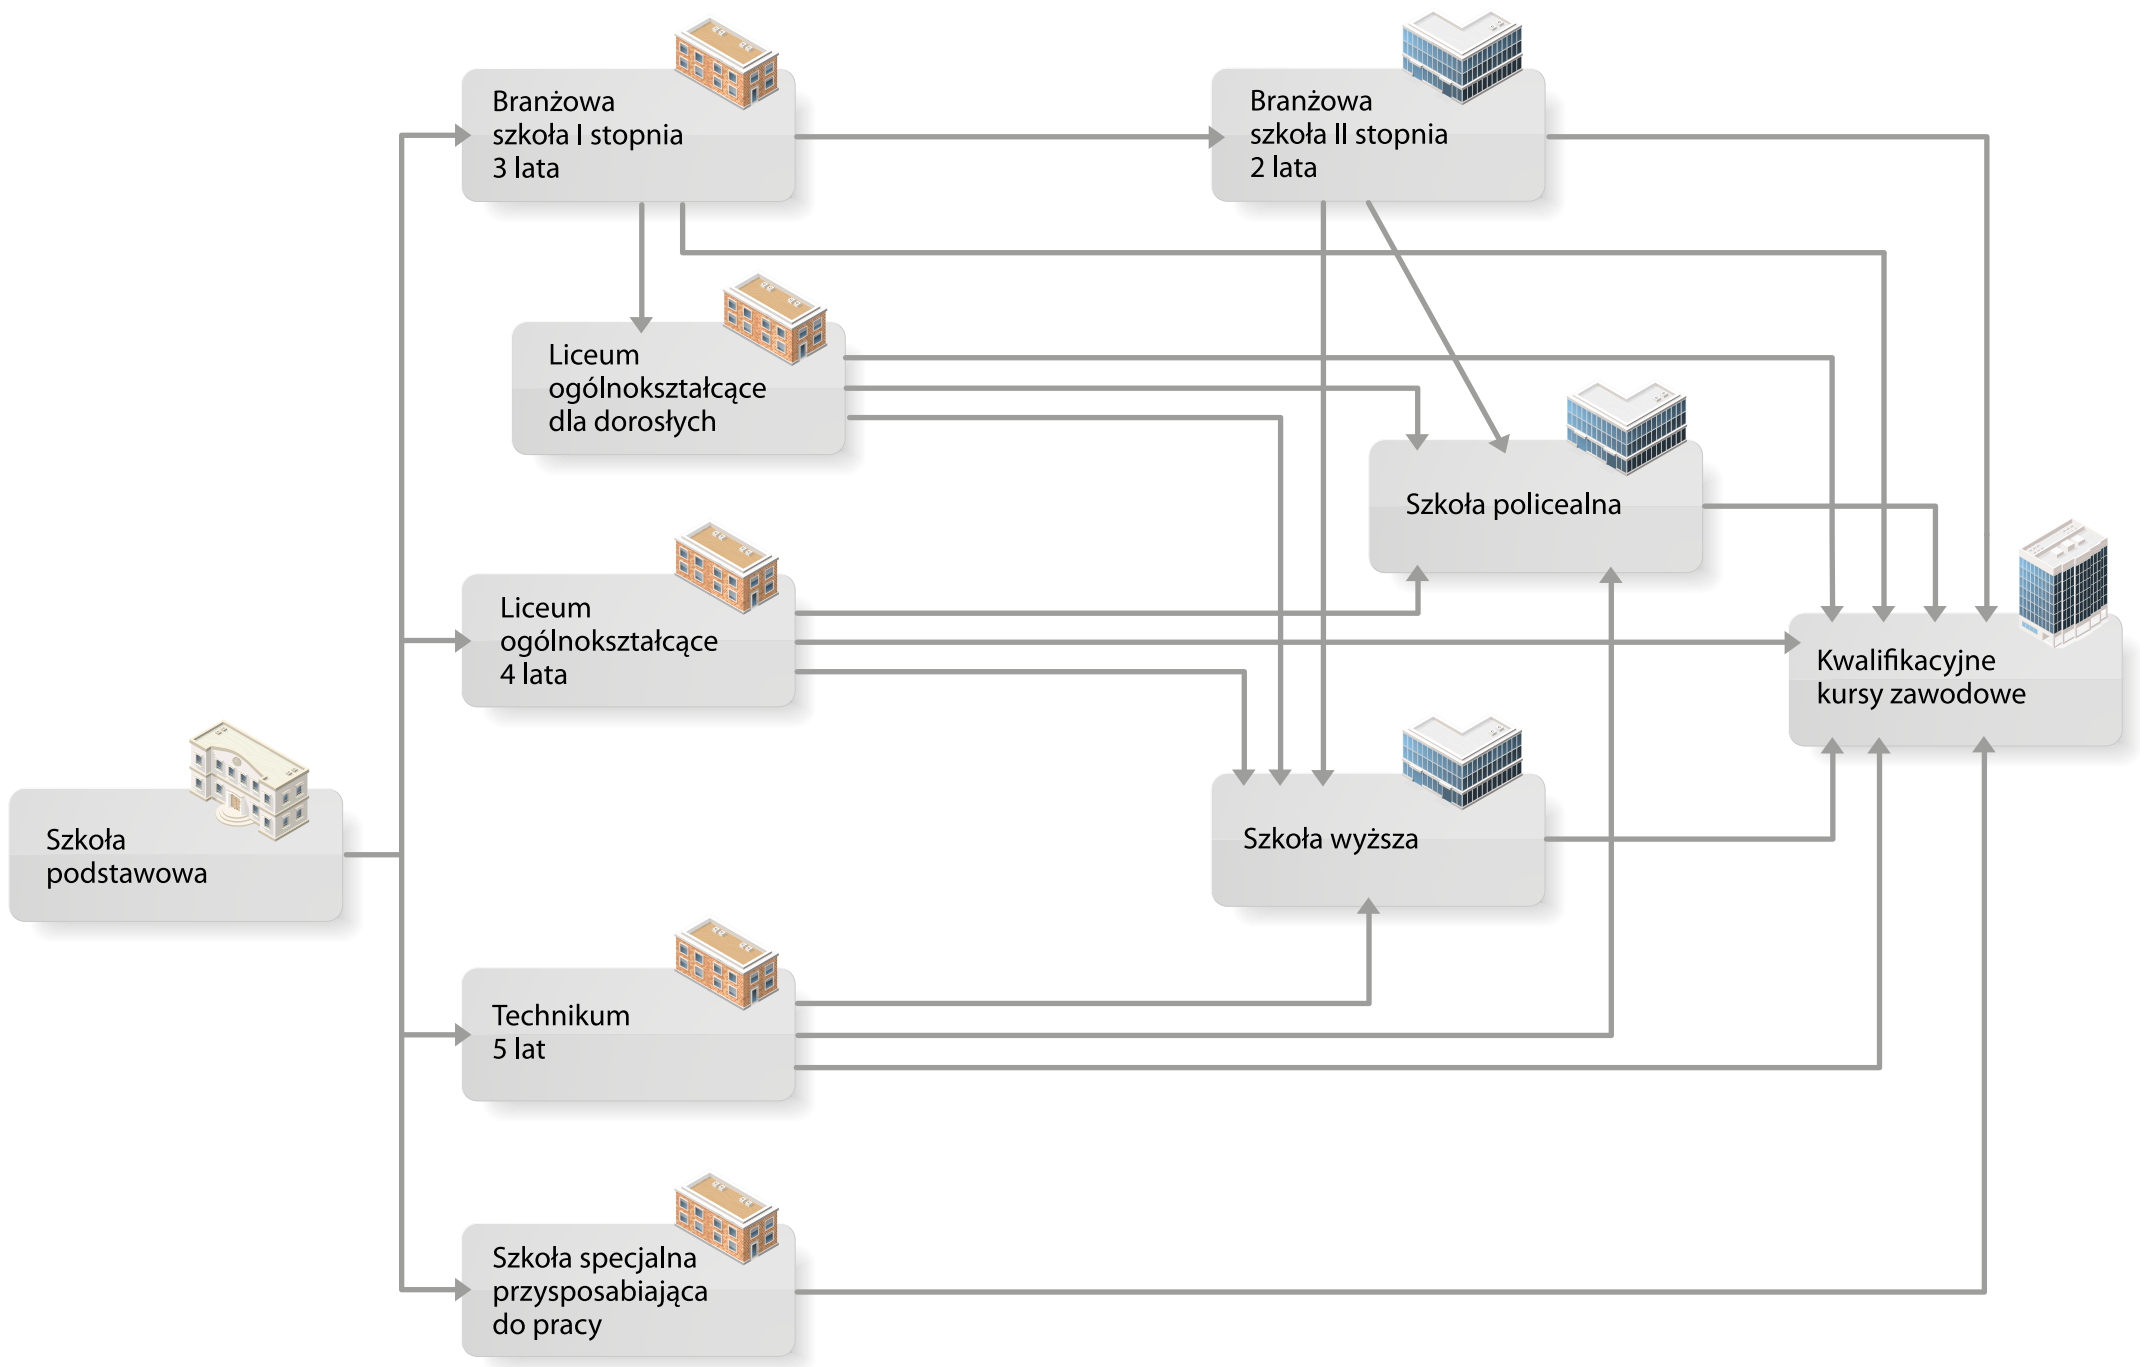 Branżowa
szkoła I stopnia
3 lata
Branżowa
szkoła II stopnia
2 lata
Liceum
ogólnokształcące
dla dorosłych
Szkoła policealna
Liceum
ogólnokształcące
4 lata
Kwalifikacyjne
kursy zawodowe
Szkoła
podstawowa
Szkoła wyższa
Technikum
5 lat
Szkoła specjalna
przysposabiająca
do pracy